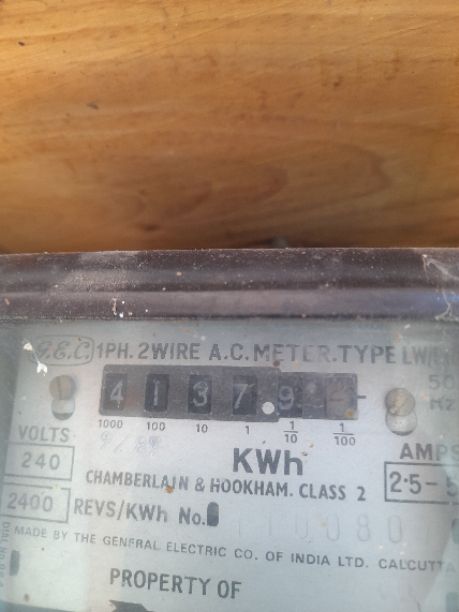 G.E.C. 1PH. 2WIRE A.C. METER. TYPE
4 1 3 7 9
1000 100 10 1 1/10 1/100
50
Hz
VOLTS
240
KWh
AMPS
2·5-
CHAMBERLAIN & HOOKHAM. CLASS 2
2400 REVS/KWh No.
MADE BY THE GENERAL ELECTRIC CO. OF INDIA LTD. CALCUTTA
PROPERTY OF